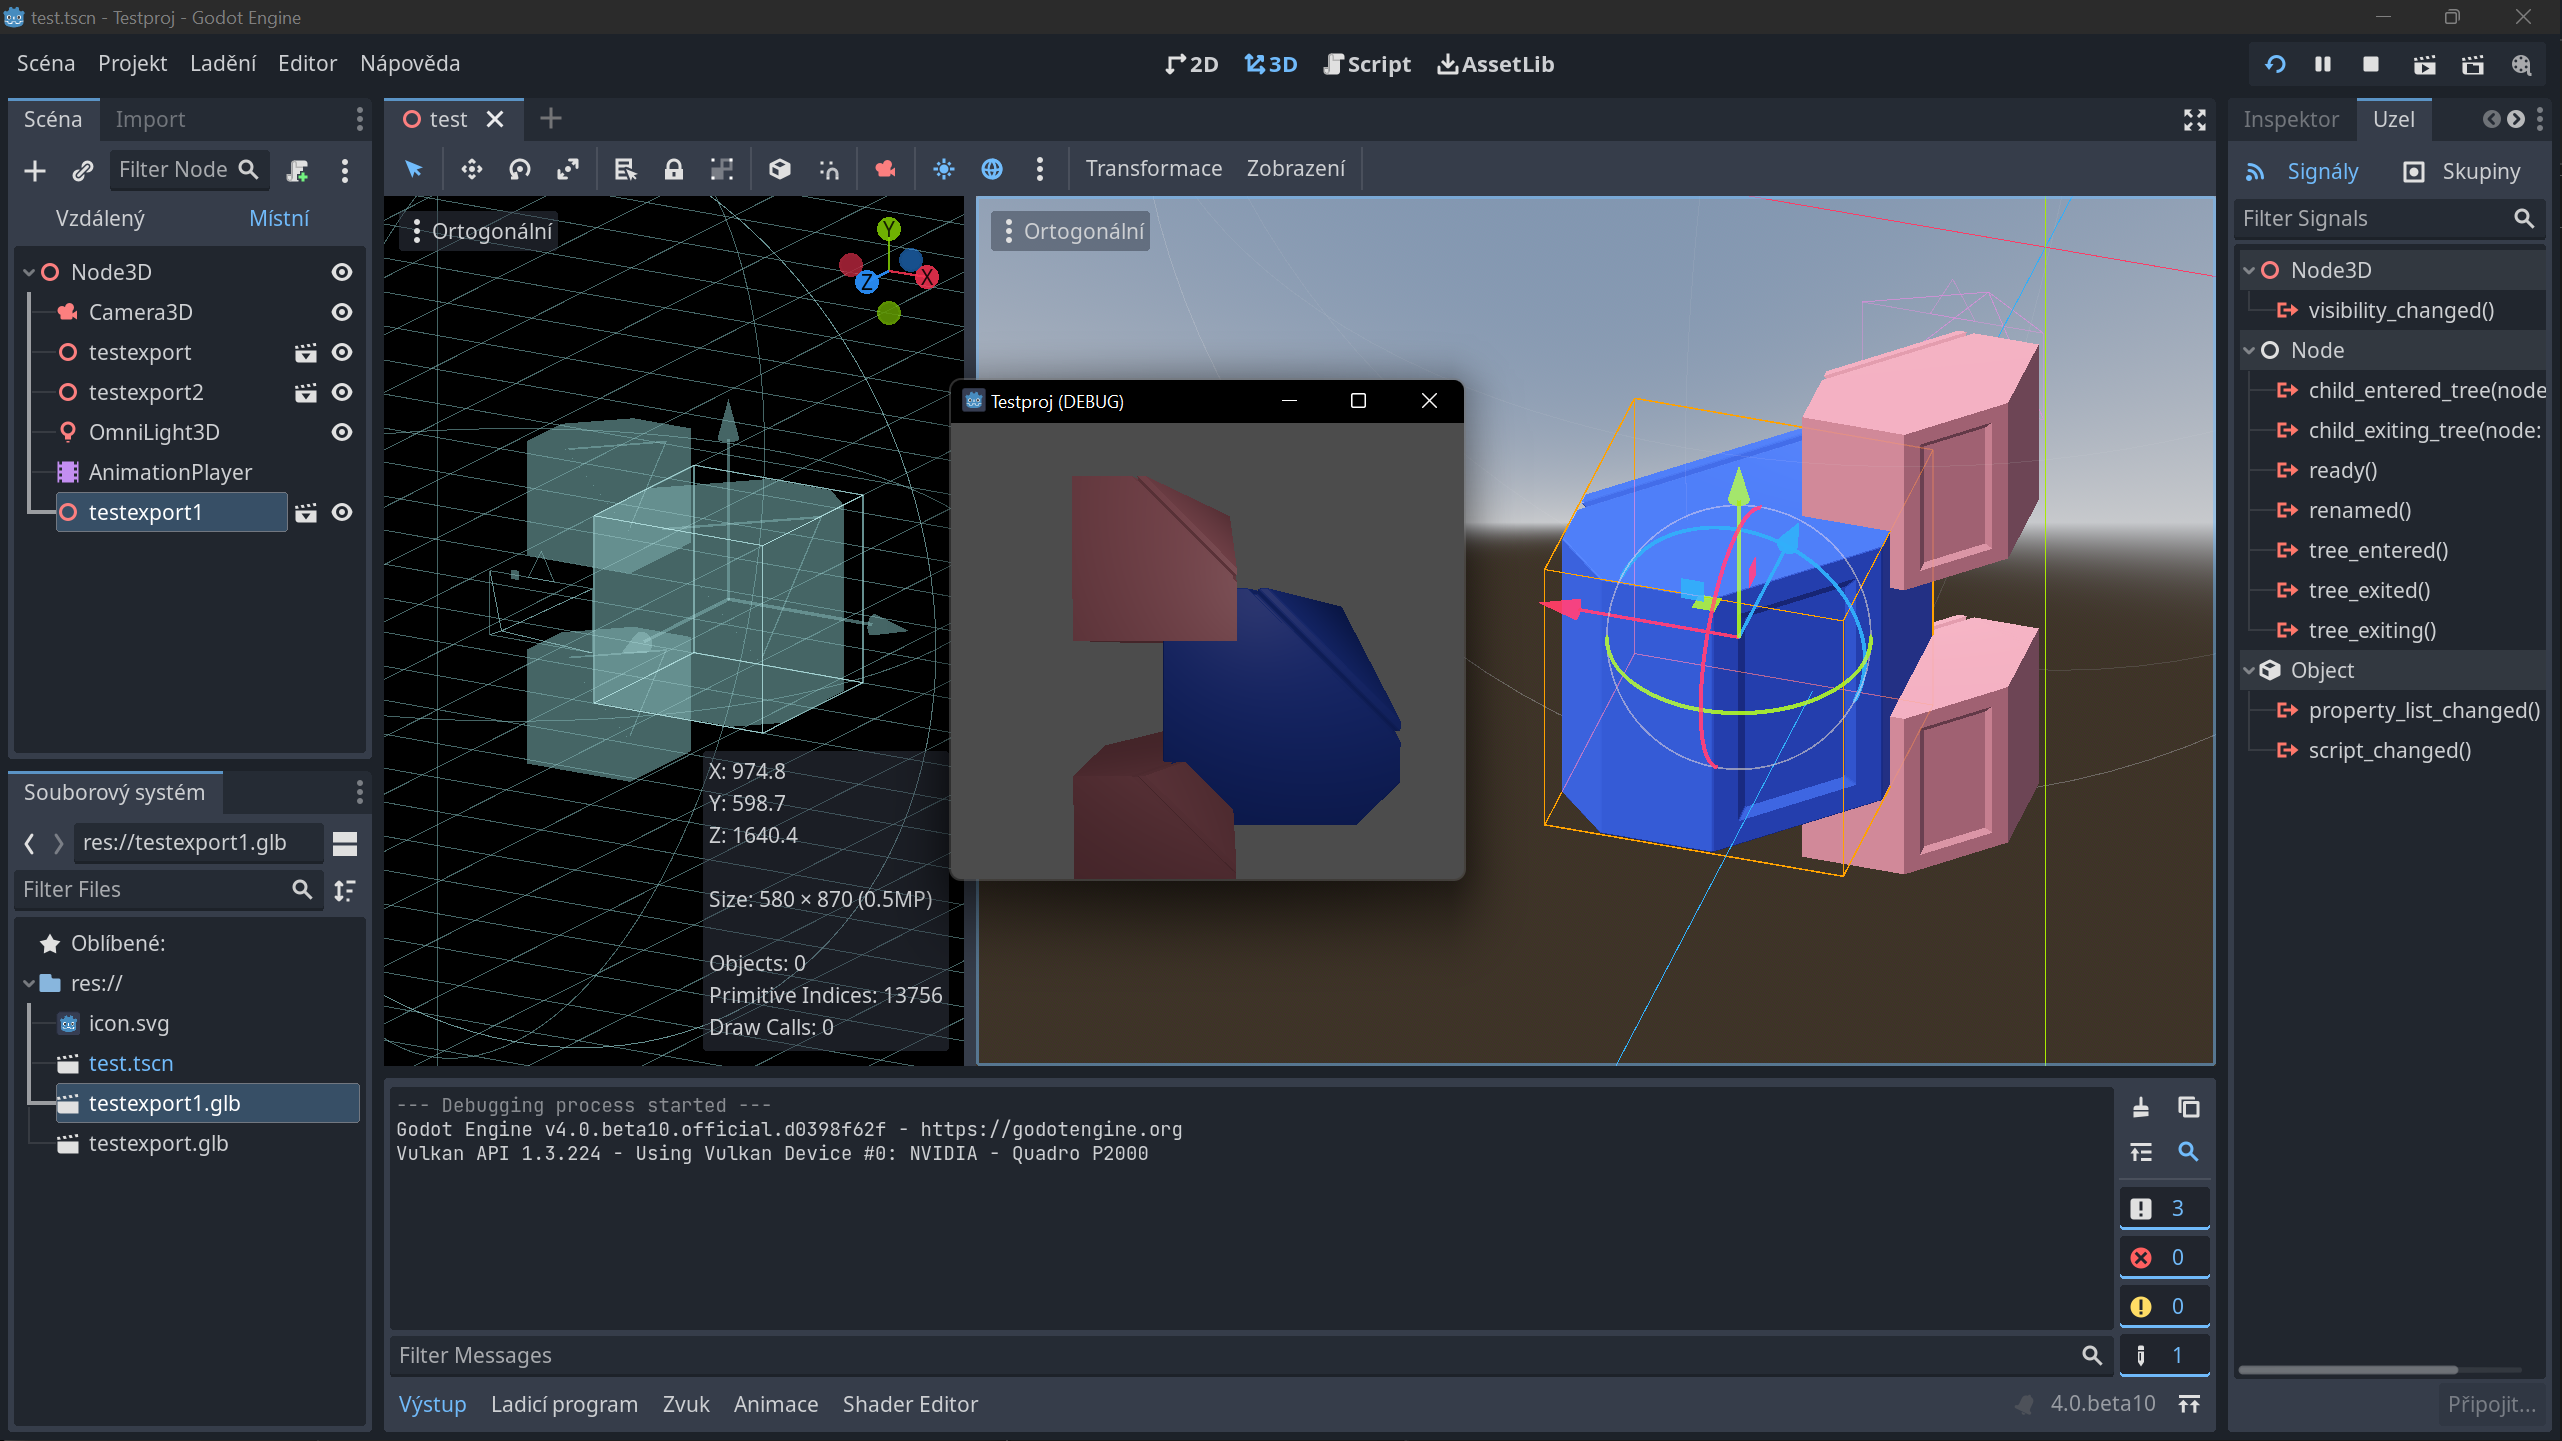 test.tscn - Testproj - Godot Engine
Scéna Projekt Ladění Editor Nápověda
2D 3D Script AssetLib
Scéna Import
Filter Node
Vzdálený Místní
Node3D
Camera3D
testexport
testexport2
OmniLight3D
AnimationPlayer
testexport1
Souborový systém
res://testexport1.glb
Filter Files
Oblíbené:
res://
icon.svg
test.tscn
testexport1.glb
testexport.glb
test
Transformace Zobrazení
Ortogonální
Y
X
Z
X: 974.8
Y: 598.7
Z: 1640.4
Size: 580 × 870 (0.5MP)
Objects: 0
Primitive Indices: 13756
Draw Calls: 0
Ortogonální
Testproj (DEBUG)
--- Debugging process started ---
Godot Engine v4.0.beta10.official.d0398f62f - https://godotengine.org
Vulkan API 1.3.224 - Using Vulkan Device #0: NVIDIA - Quadro P2000
3
0
0
1
Filter Messages
Výstup Ladicí program Zvuk Animace Shader Editor
4.0.beta10
Inspektor Uzel
Signály Skupiny
Filter Signals
Node3D
visibility_changed()
Node
child_entered_tree(node
child_exiting_tree(node:
ready()
renamed()
tree_entered()
tree_exited()
tree_exiting()
Object
property_list_changed()
script_changed()
Připojit...